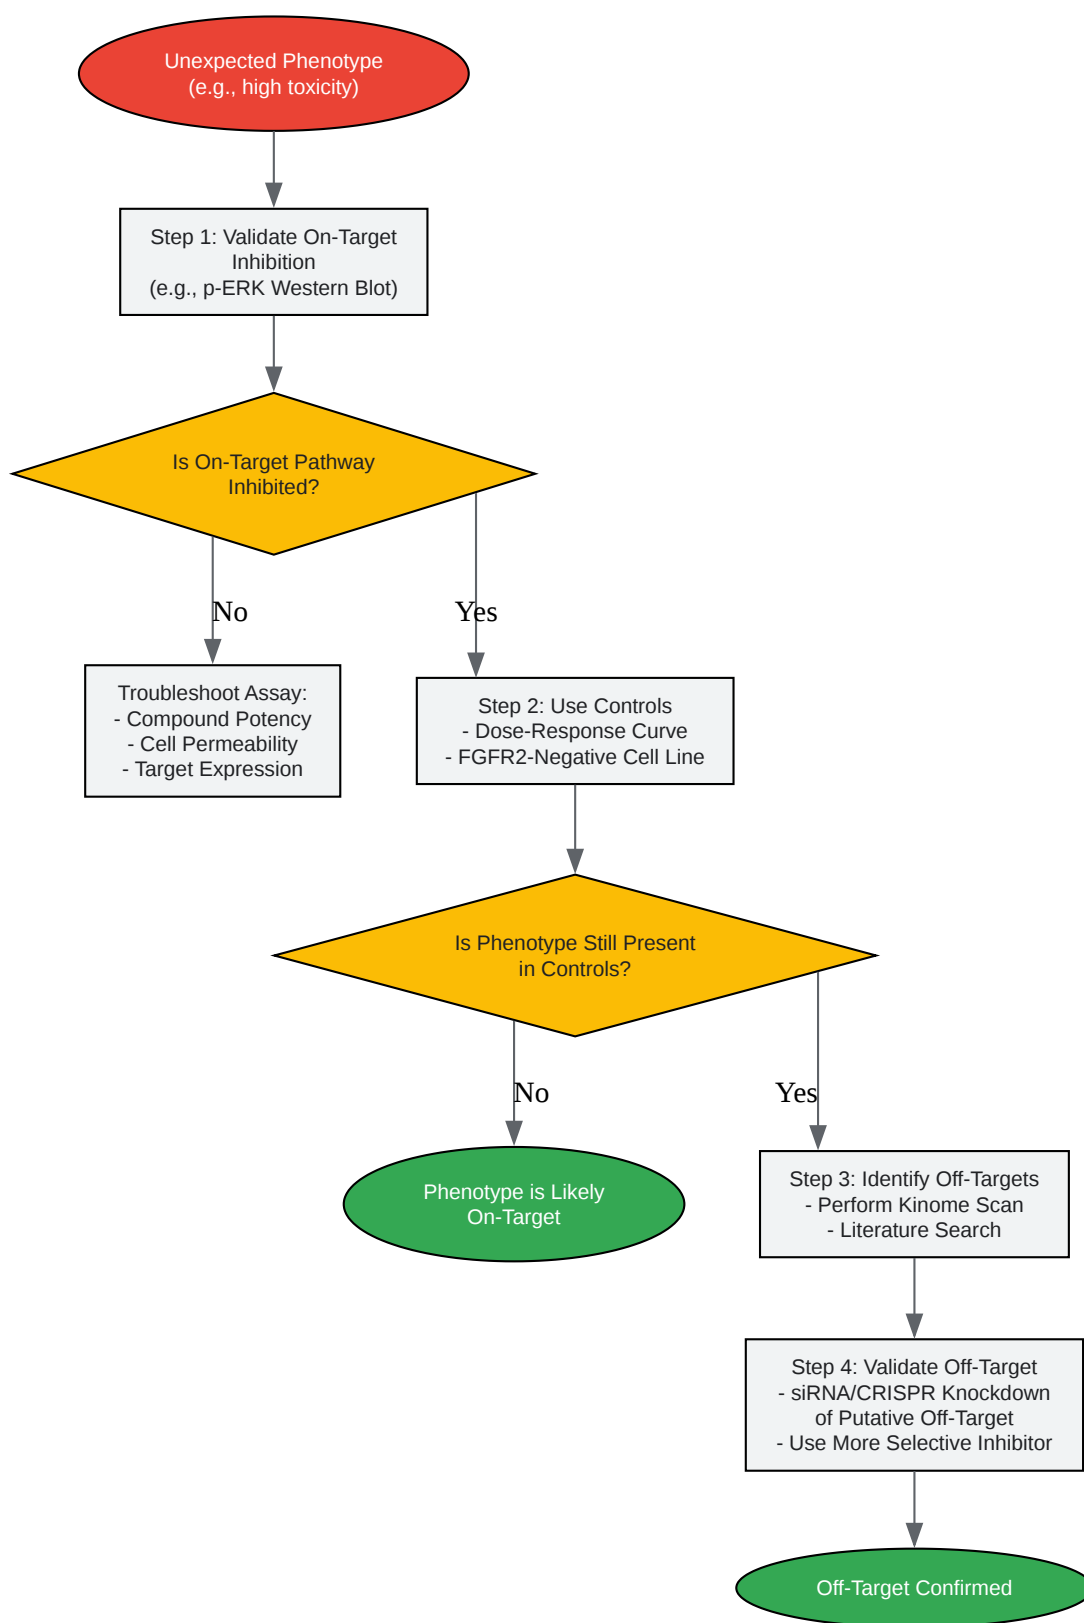 Unexpected Phenotype
(e.g., high toxicity)
Step 1: Validate On-Target
Inhibition
(e.g., p-ERK Western Blot)
Is On-Target Pathway
Inhibited?
No
Yes
Troubleshoot Assay:
- Compound Potency
- Cell Permeability
- Target Expression
Step 2: Use Controls
- Dose-Response Curve
- FGFR2-Negative Cell Line
Is Phenotype Still Present
in Controls?
No
Yes
Phenotype is Likely
On-Target
Step 3: Identify Off-Targets
- Perform Kinome Scan
- Literature Search
Step 4: Validate Off-Target
- siRNA/CRISPR Knockdown
of Putative Off-Target
- Use More Selective Inhibitor
Off-Target Confirmed